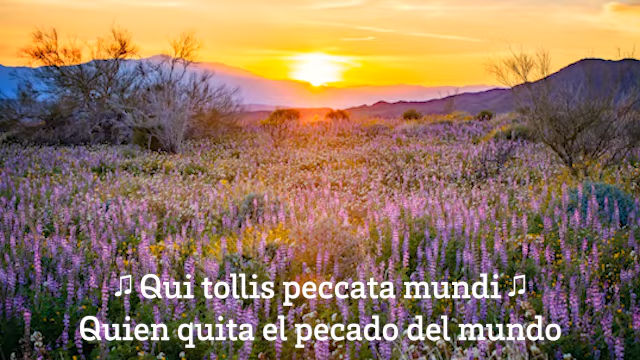 ♫ Qui tollis peccata mundi ♫
Quien quita el pecado del mundo